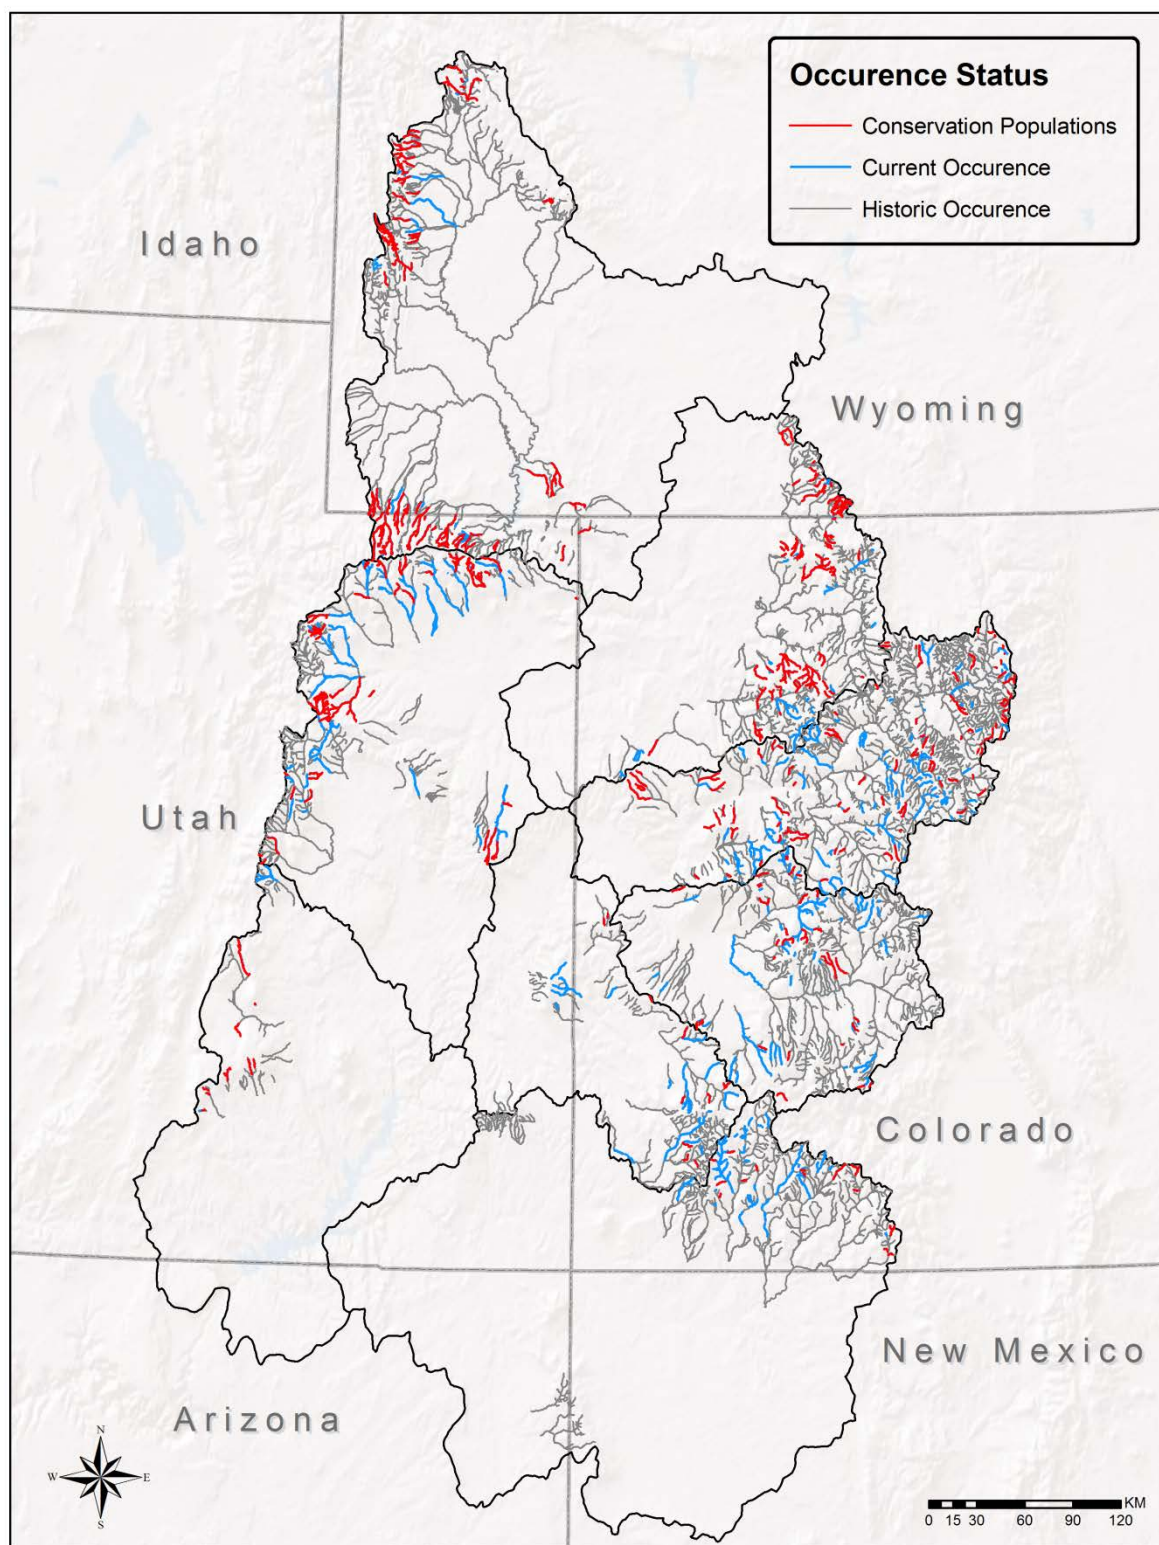 Occurence Status
Conservation Populations
Current Occurence
Historic Occurence
Idaho
Wyoming
Utah
Colorado
New Mexico
Arizona
N
W E
S
KM
0 15 30 60 90 120